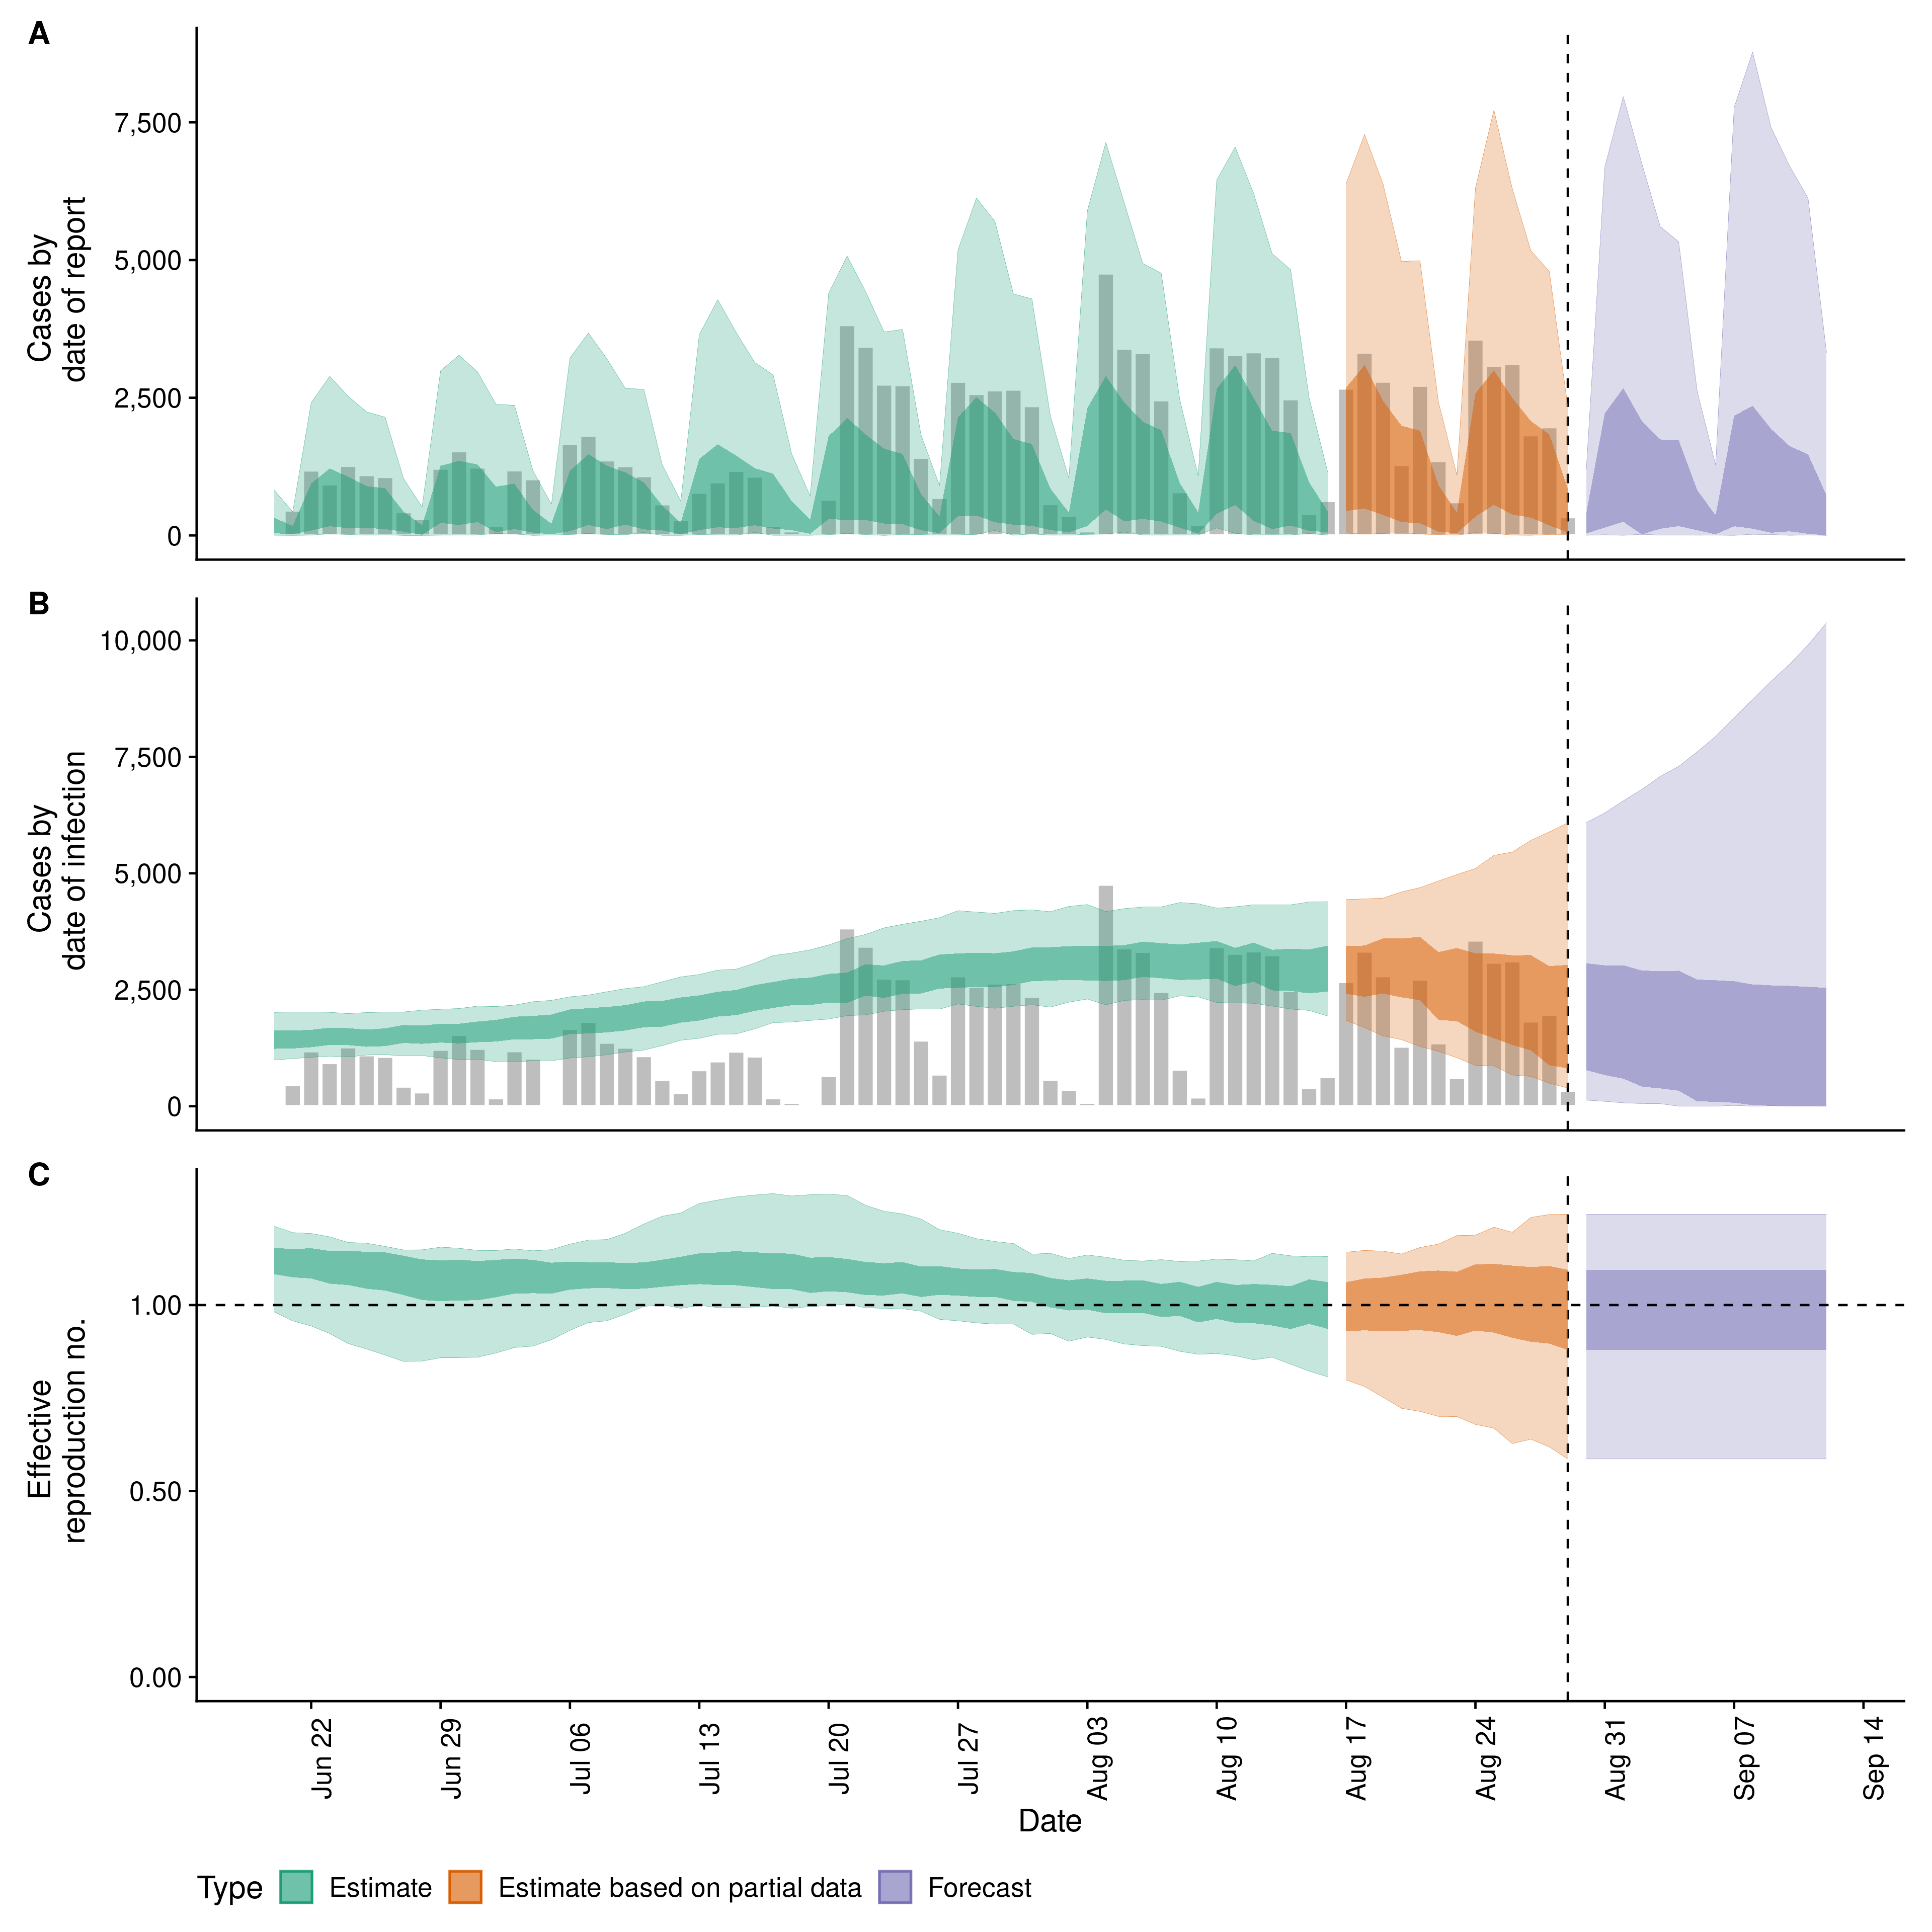 A
Cases by
date of report
7,500
5,000
2,500
0
B
Cases by
date of infection
10,000
7,500
5,000
2,500
0
C
Effective
reproduction no.
1.00
0.50
0.00
Jun 22
Jun 29
Jul 06
Jul 13
Jul 20
Jul 27
Aug 03
Aug 10
Aug 17
Aug 24
Aug 31
Sep 07
Sep 14
Date
Type Estimate Estimate based on partial data Forecast